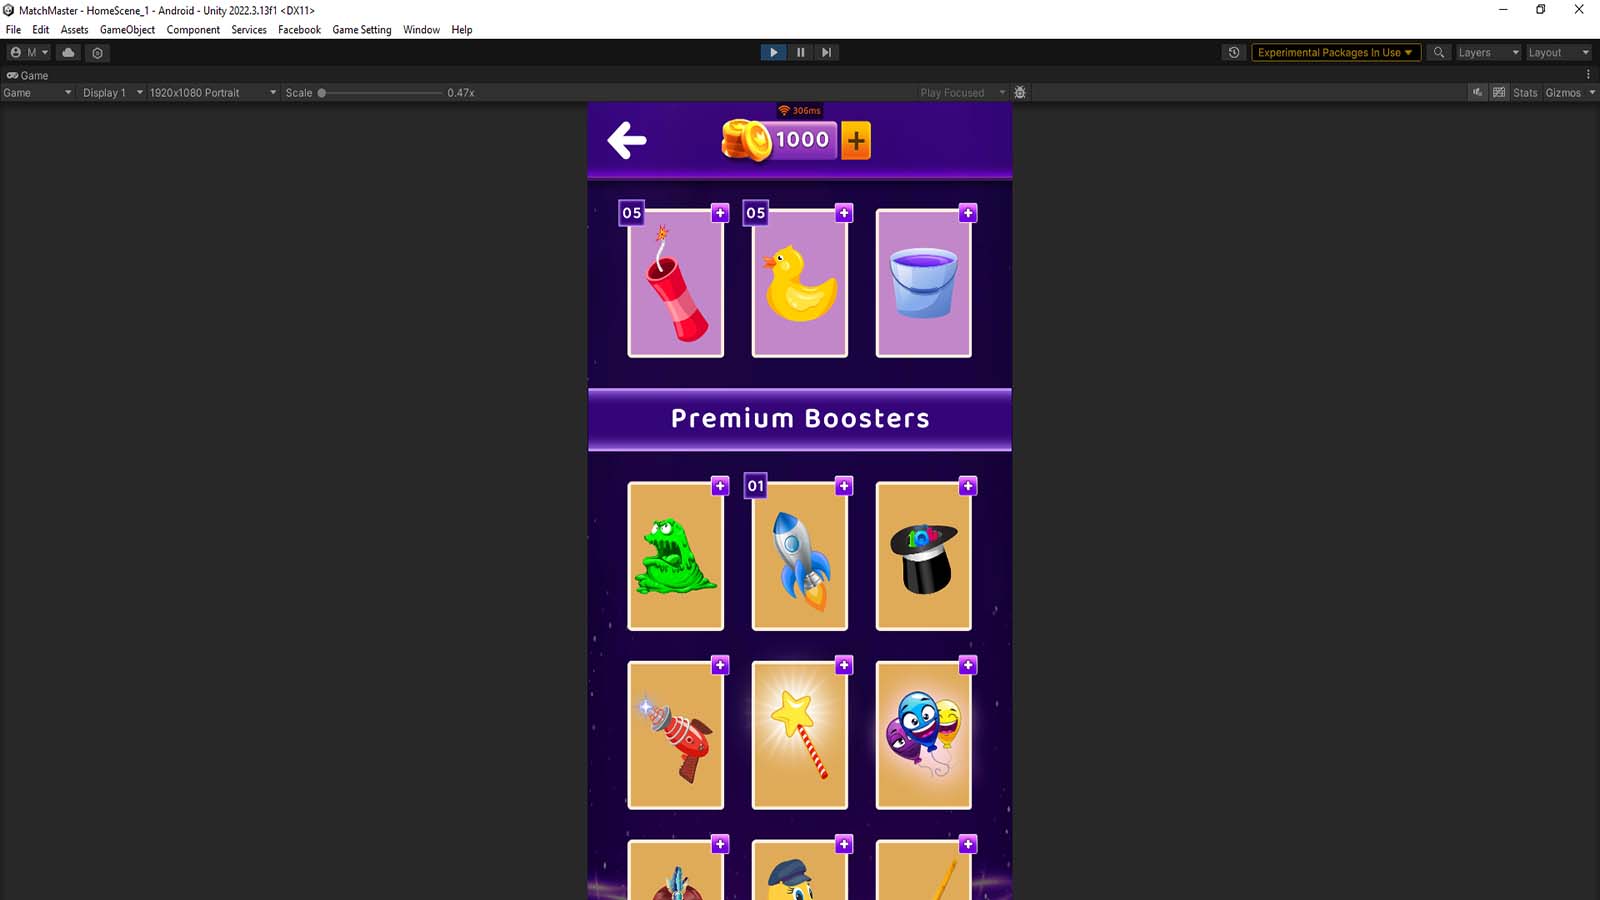 MatchMaster - HomeScene_1 - Android - Unity 2022.3.13f1 <DX11>
File Edit Assets GameObject Component Services Facebook Game Setting Window Help
M Experimental Packages In Use Layers Layout
Game
Game Display 1 1920x1080 Portrait Scale 0.47x Play Focused Stats Gizmos
306ms
1000 +
05 + 05 + +
Premium Boosters
+ 01 + +
+ + +
+ + +